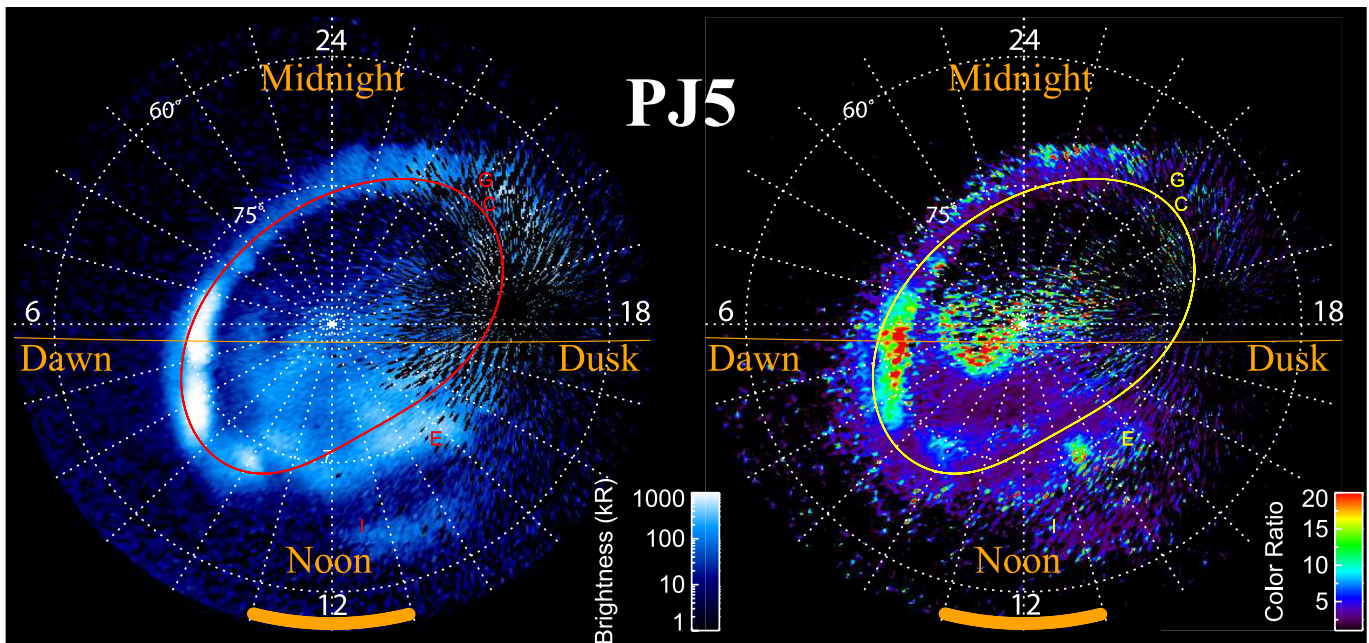 24
Midnight
60°
75°
G
C
6
18
Dawn
Dusk
E
I
Noon
12
Brightness (kR)
1000
100
10
1
PJ5
24
Midnight
60°
75°
G
C
6
18
Dawn
Dusk
E
I
Noon
12
Color Ratio
20
15
10
5